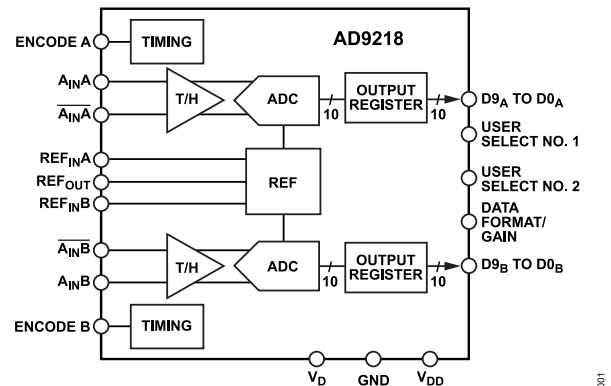 AD9218
ENCODE A
TIMING
AINA
AINA
T/H
ADC
10
OUTPUT
REGISTER
10
D9A TO D0A
USER
SELECT NO. 1
REFINA
REFOUT
REFINB
REF
USER
SELECT NO. 2
DATA
FORMAT/
GAIN
AINB
AINB
T/H
ADC
10
OUTPUT
REGISTER
10
D9B TO D0B
ENCODE B
TIMING
VD
GND
VDD
001